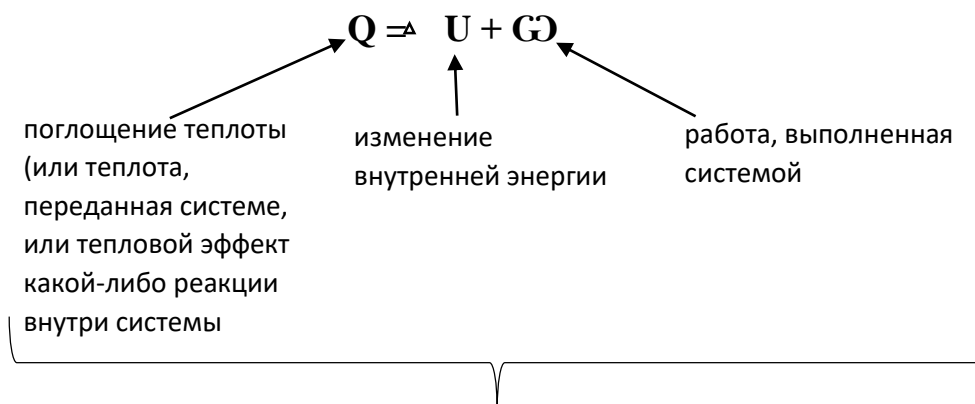 Q =Δ U + Ѡ
поглощение теплоты
(или теплота,
переданная системе,
или тепловой эффект
какой-либо реакции
внутри системы
изменение
внутренней энергии
работа, выполненная
системой